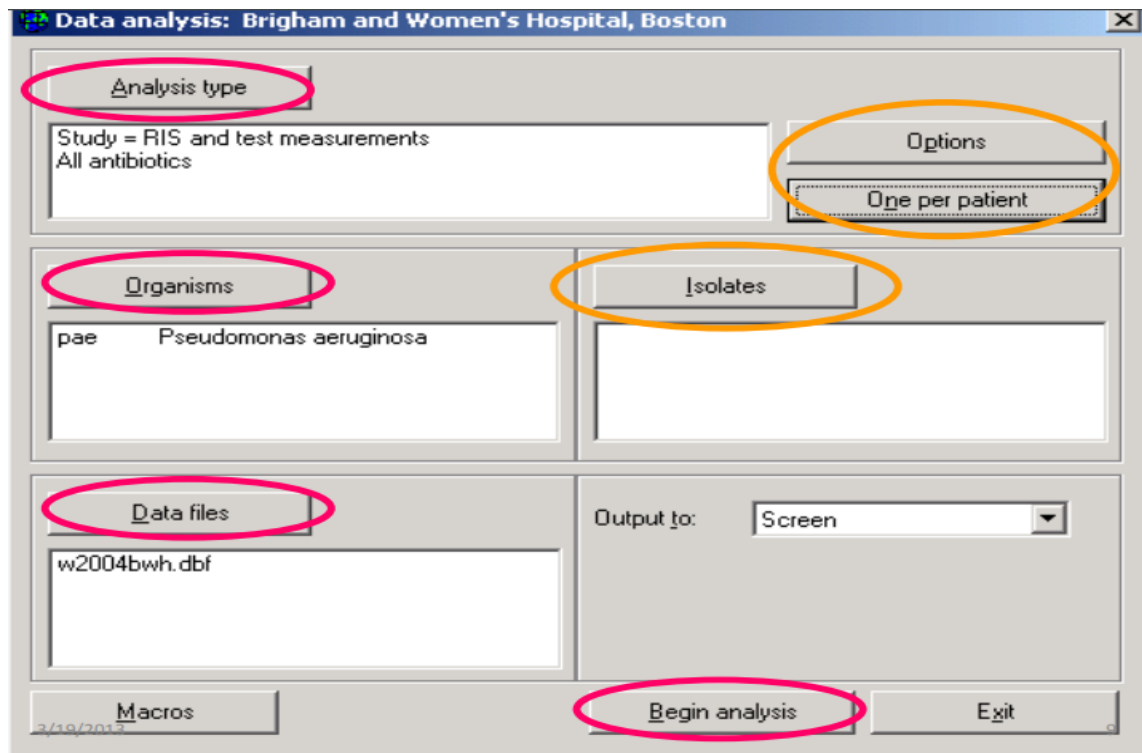 Data analysis: Brigham and Women's Hospital, Boston
Analysis type
Study = RIS and test measurements
All antibiotics
Options
One per patient
Organisms
pae Pseudomonas aeruginosa
Isolates
Data files
w2004bwh.dbf
Output to: Screen
Macros
Begin analysis
Exit
3/19/2013
9